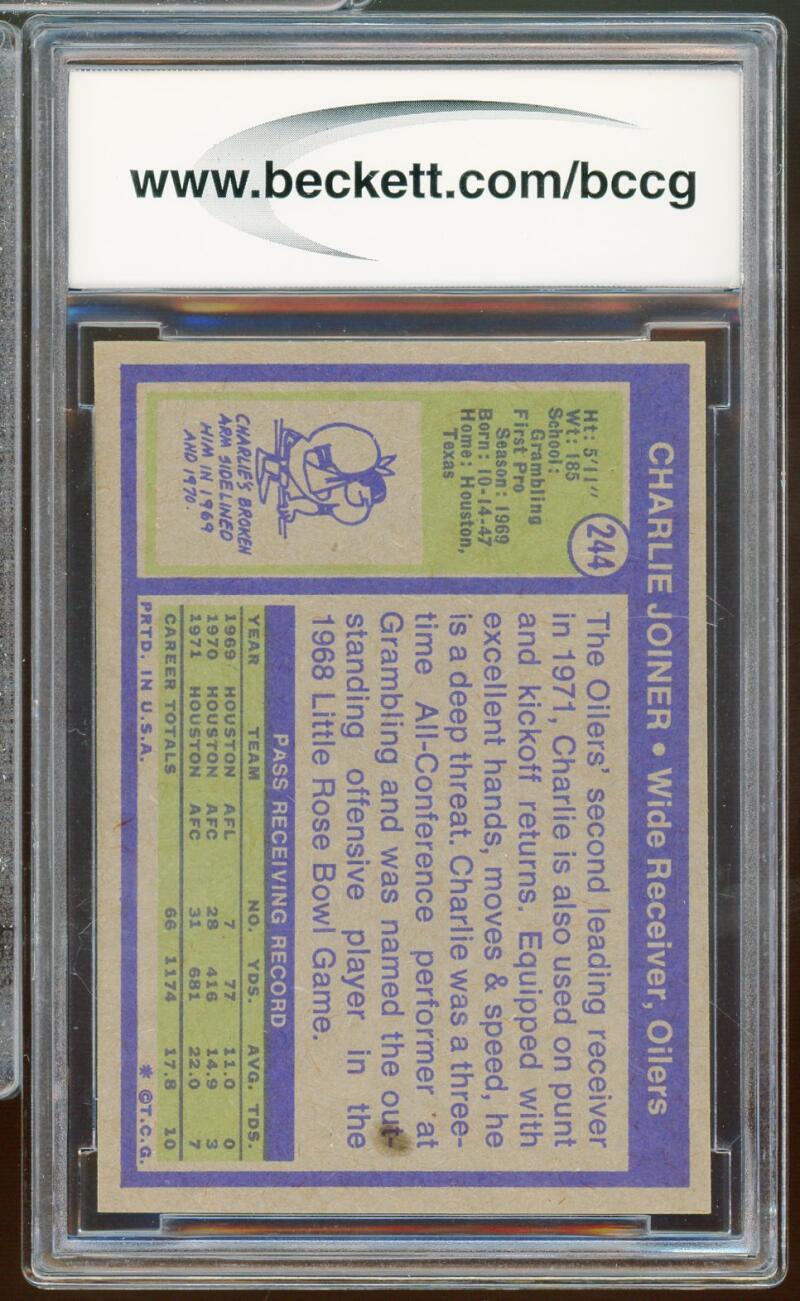 www.beckett.com/bccg
CHARLIE JOINER • Wide Receiver, Oilers
244
Ht: 5'11"
Wt: 185
School:
Grambling
First Pro
Season: 1969
Born: 10-14-47
Home: Houston,
Texas
CHARLIE'S BROKEN
ARM SIDELINED
HIM IN 1969
AND 1970.
The Oilers' second leading receiver
in 1971, Charlie is also used on punt
and kickoff returns. Equipped with
excellent hands, moves & speed, he
is a deep threat. Charlie was a three-
time All-Conference performer at
Grambling and was named the out-
standing offensive player in the
1968 Little Rose Bowl Game.
PASS RECEIVING RECORD
YEAR TEAM NO. YDS. AVG. TDS.
1969 HOUSTON AFL 7 77 11.0 0
1970 HOUSTON AFC 28 416 14.9 3
1971 HOUSTON AFC 31 681 22.0 7
CAREER TOTALS 66 1174 17.8 10
PRTD. IN U.S.A. * ©T.C.G.